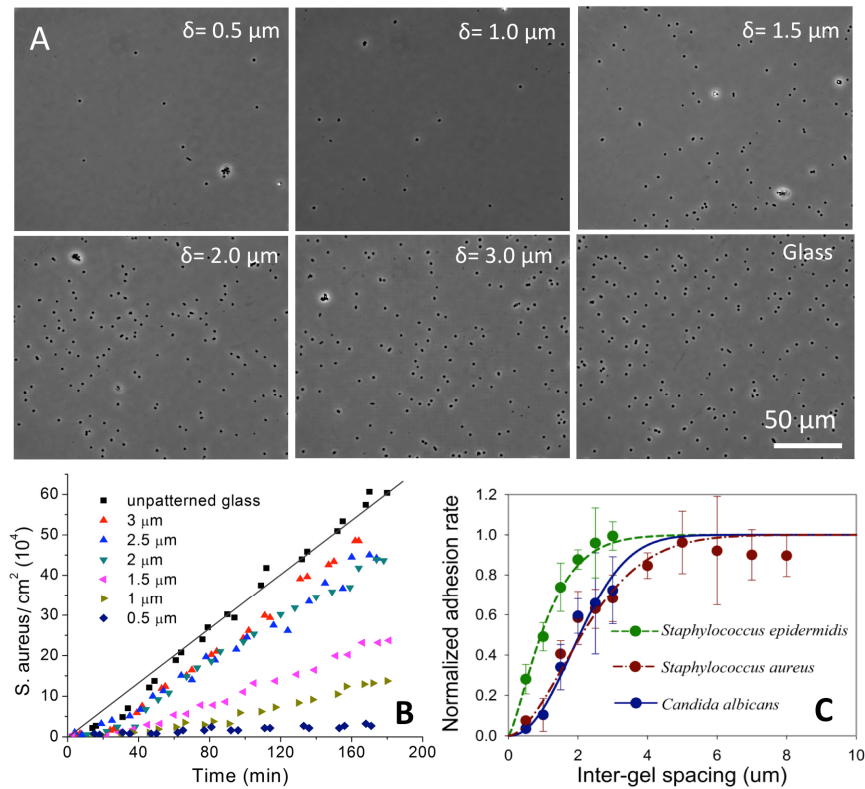 A
δ= 0.5 µm
δ= 1.0 µm
δ= 1.5 µm
δ= 2.0 µm
δ= 3.0 µm
Glass
50 µm
60
50
40
30
20
10
0
S. aureus/cm² (10⁴)
unpatterned glass
3 µm
2.5 µm
2 µm
1.5 µm
1 µm
0.5 µm
B
0 40 80 120 160 200
Time (min)
1.2
1.0
0.8
0.6
0.4
0.2
0.0
Normalized adhesion rate
Staphylococcus epidermidis
Staphylococcus aureus
Candida albicans
C
0 2 4 6 8 10
Inter-gel spacing (um)